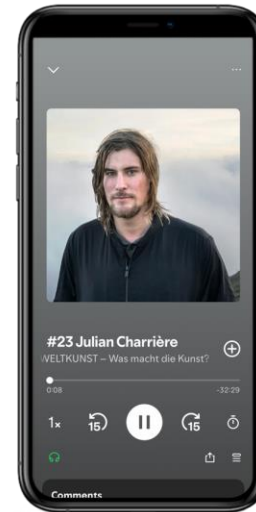 #23 Julian Charrière
WELTKUNST – Was macht die Kunst?
0:08
-32:29
1x
15
15
Comments